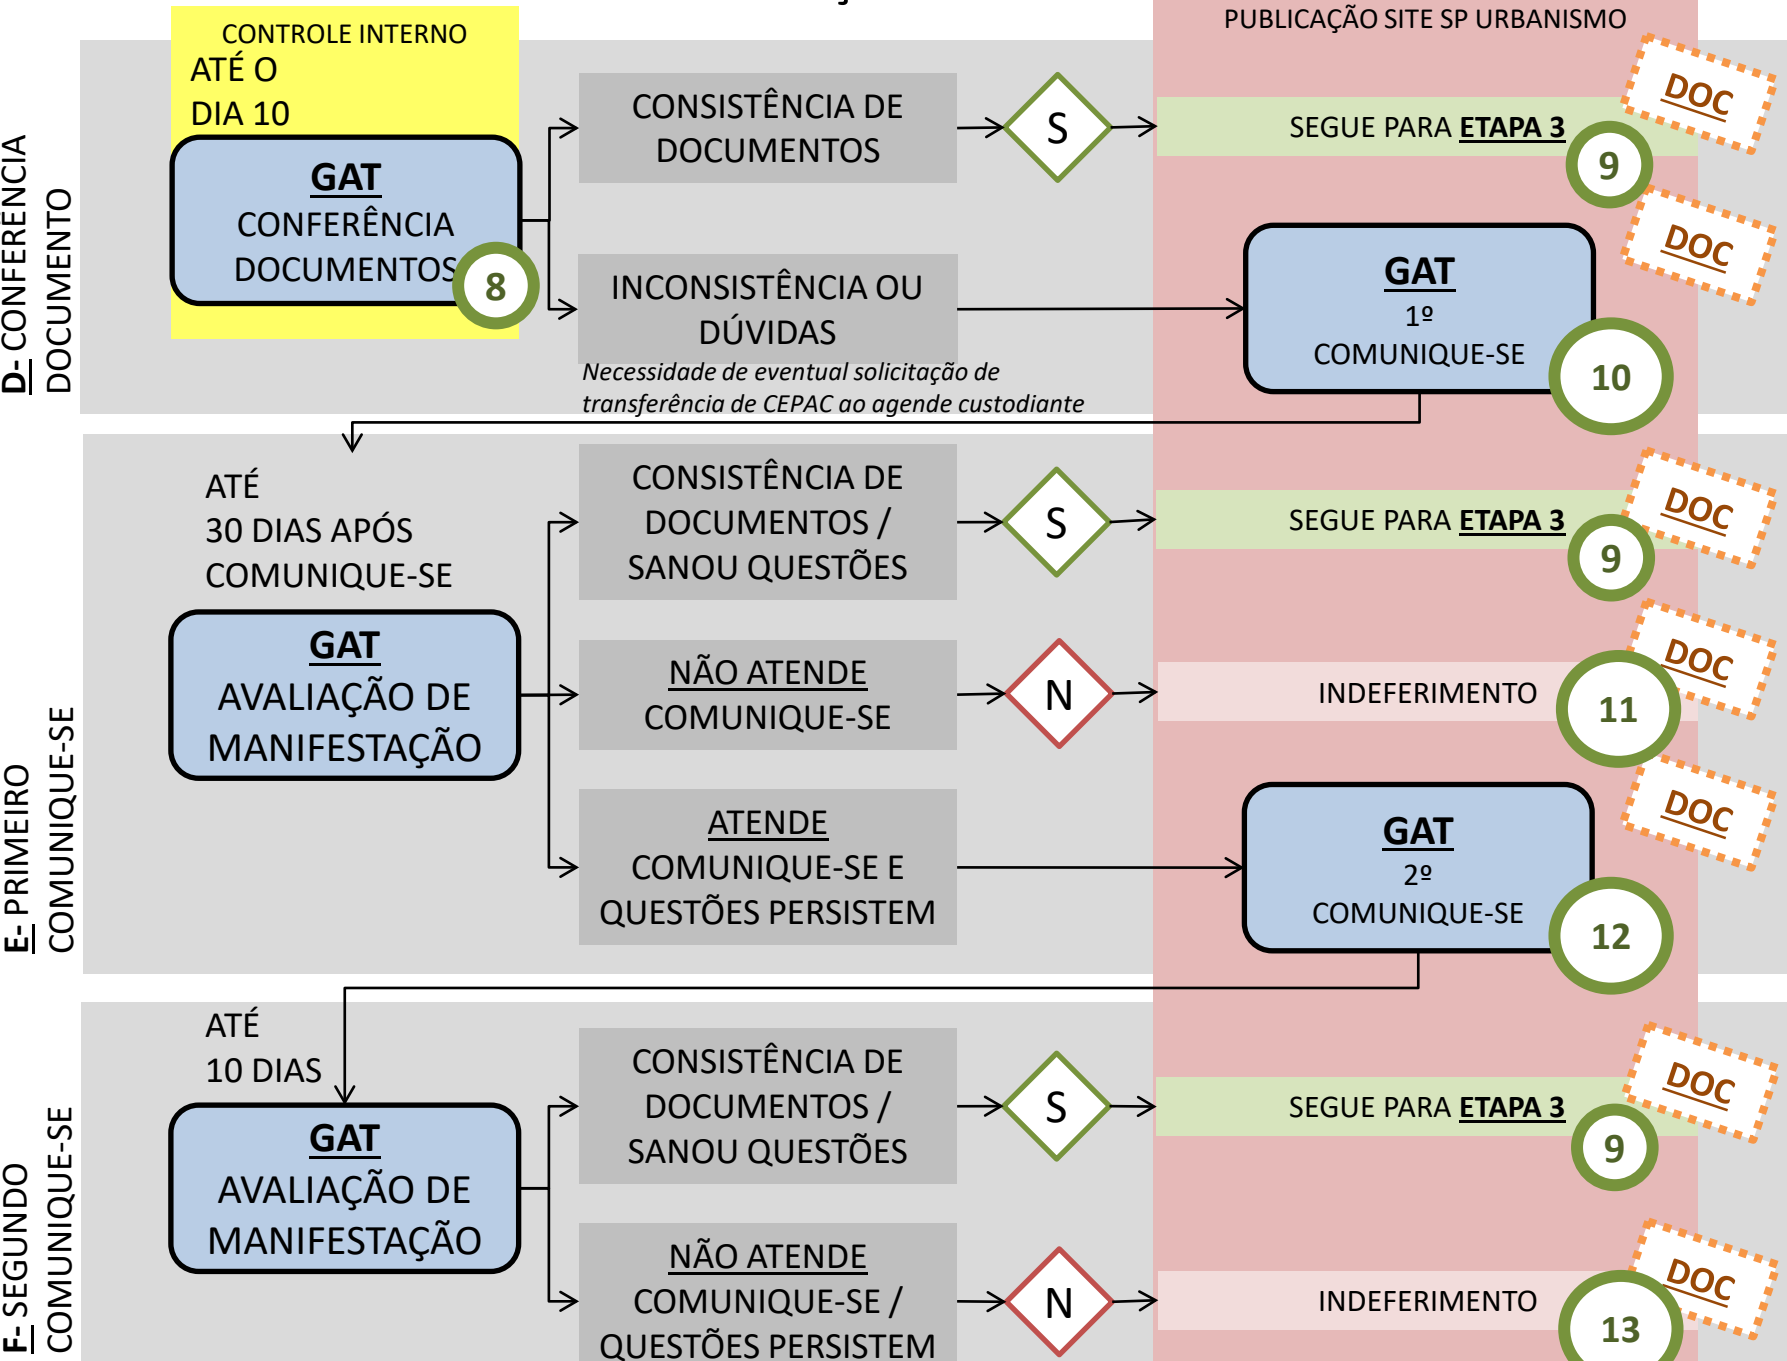 CONTROLE INTERNO
PUBLICAÇÃO SITE SP URBANISMO
D- CONFERÊNCIA
DOCUMENTO
ATÉ O
DIA 10
GAT
CONFERÊNCIA
DOCUMENTOS
8
CONSISTÊNCIA DE
DOCUMENTOS
S
SEGUE PARA ETAPA 3
9
DOC
INCONSISTÊNCIA OU
DÚVIDAS
Necessidade de eventual solicitação de
transferência de CEPAC ao agende custodiante
GAT
1º
COMUNIQUE-SE
10
DOC
E- PRIMEIRO
COMUNIQUE-SE
ATÉ
30 DIAS APÓS
COMUNIQUE-SE
GAT
AVALIAÇÃO DE
MANIFESTAÇÃO
CONSISTÊNCIA DE
DOCUMENTOS /
SANOU QUESTÕES
S
SEGUE PARA ETAPA 3
9
DOC
NÃO ATENDE
COMUNIQUE-SE
N
INDEFERIMENTO
11
DOC
ATENDE
COMUNIQUE-SE E
QUESTÕES PERSISTEM
GAT
2º
COMUNIQUE-SE
12
DOC
F- SEGUNDO
COMUNIQUE-SE
ATÉ
10 DIAS
GAT
AVALIAÇÃO DE
MANIFESTAÇÃO
CONSISTÊNCIA DE
DOCUMENTOS /
SANOU QUESTÕES
S
SEGUE PARA ETAPA 3
9
DOC
NÃO ATENDE
COMUNIQUE-SE /
QUESTÕES PERSISTEM
N
INDEFERIMENTO
13
DOC